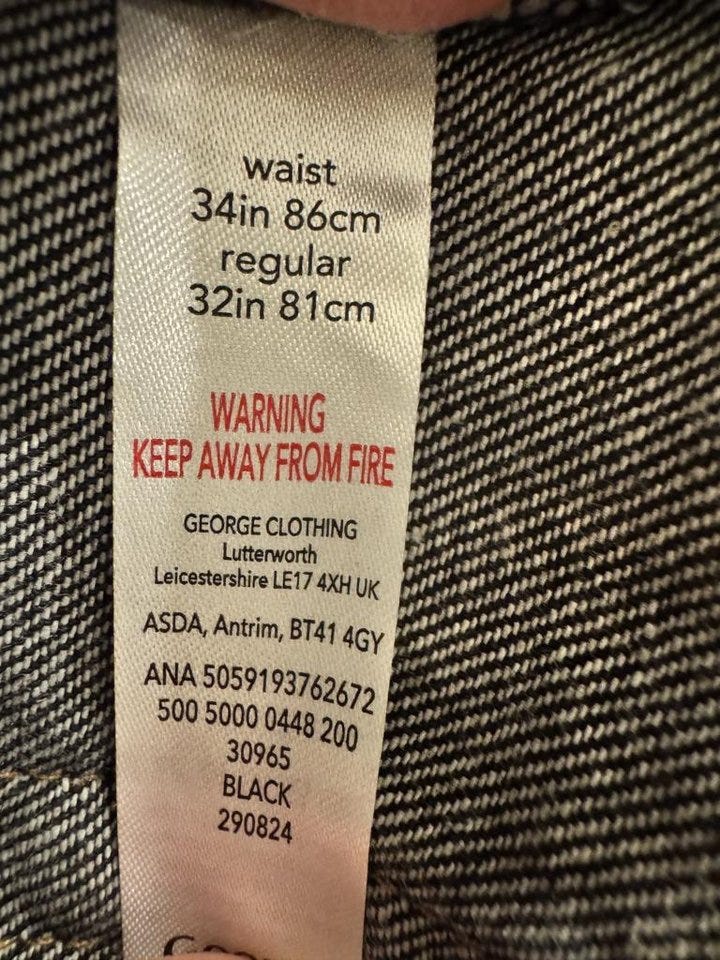 waist
34in 86cm
regular
32in 81cm
WARNING
KEEP AWAY FROM FIRE
GEORGE CLOTHING
Lutterworth
Leicestershire LE17 4XH UK
ASDA, Antrim, BT41 4GY
ANA 5059193762672
500 5000 0448 200
30965
BLACK
290824